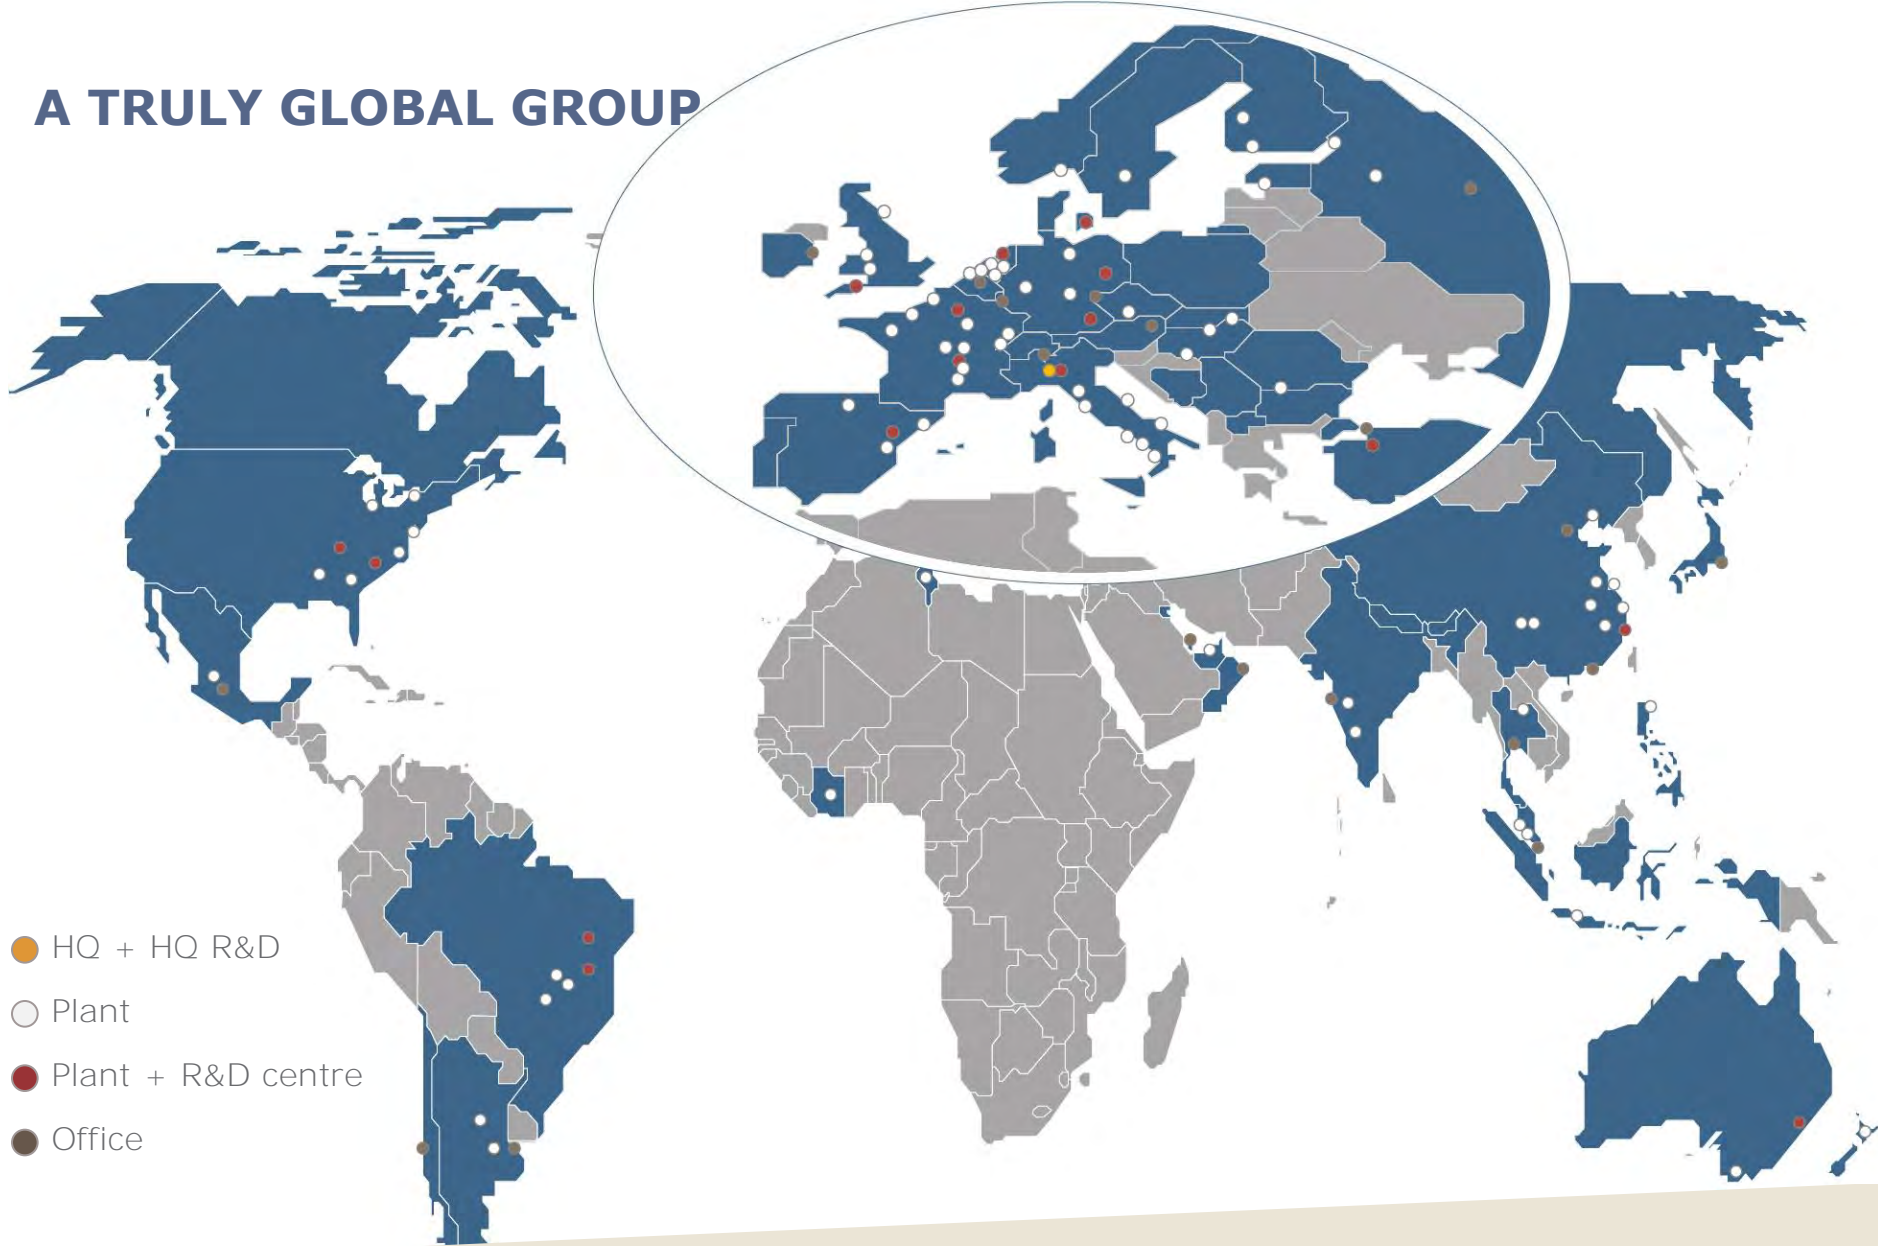 A TRULY GLOBAL GROUP
HQ + HQ R&D
Plant
Plant + R&D centre
Office